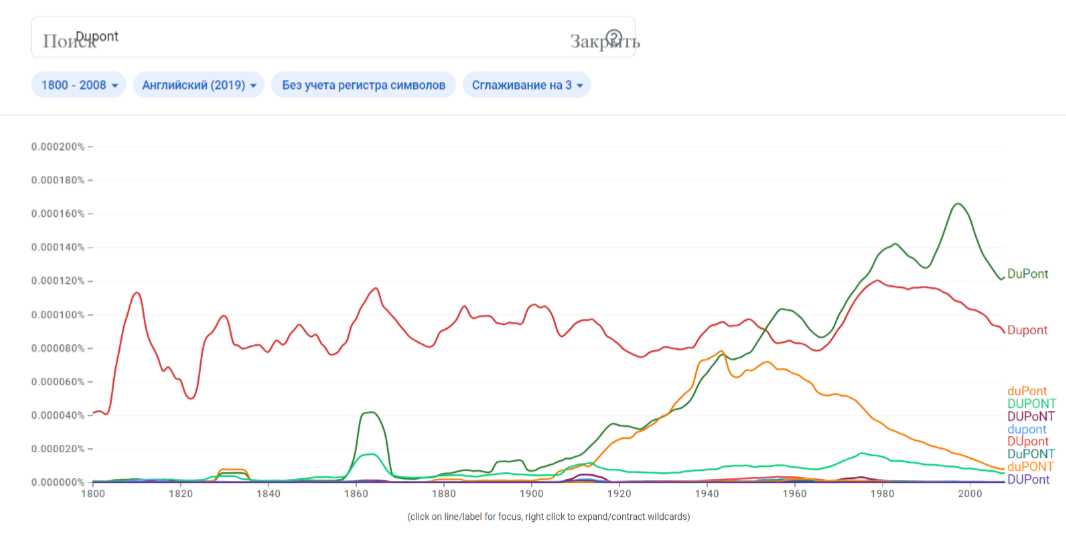 Поиск Dupont Закрыть
1800 - 2008 Английский (2019) Без учета регистра символов Сглаживание на 3
0.000200%
0.000180%
0.000160%
0.000140%
0.000120%
0.000100%
0.000080%
0.000060%
0.000040%
0.000020%
0.000000%
1800 1820 1840 1860 1880 1900 1920 1940 1960 1980 2000
DuPont
Dupont
duPont
DUPONT
DUPoNT
dupont
DUpont
DuPONT
duPONT
DUPont
(click on line/label for focus, right click to expand/contract wildcards)